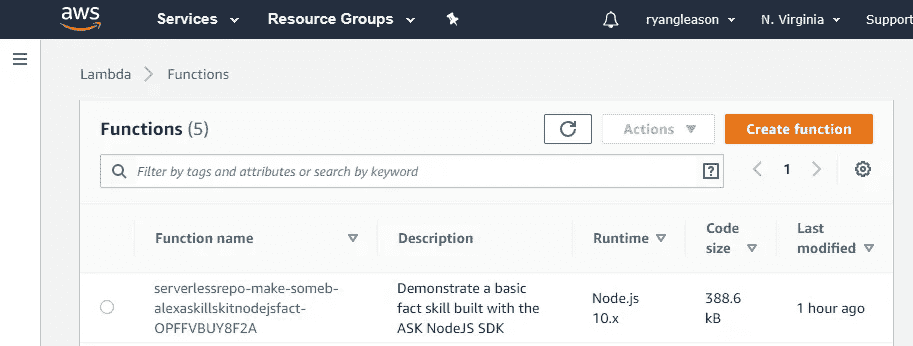 aws Services Resource Groups ryangleason N. Virginia Support
Lambda > Functions
Functions (5) Actions Create function
Filter by tags and attributes or search by keyword ? < 1 >
Function name Description Runtime Code size Last modified
serverlessrepo-make-someb-
alexaskillskitnodejsfact-
OPFFVBUY8F2A
Demonstrate a basic
fact skill built with the
ASK NodeJS SDK
Node.js
10.x
388.6
kB
1 hour ago